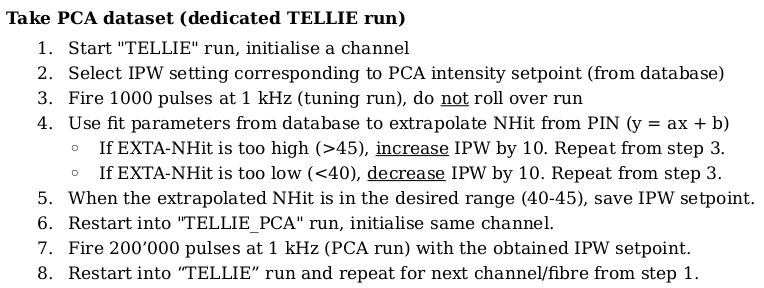 Take PCA dataset (dedicated TELLIE run)
1. Start "TELLIE" run, initialise a channel
2. Select IPW setting corresponding to PCA intensity setpoint (from database)
3. Fire 1000 pulses at 1 kHz (tuning run), do not roll over run
4. Use fit parameters from database to extrapolate NHit from PIN (y = ax + b)
◦ If EXTA-NHit is too high (>45), increase IPW by 10. Repeat from step 3.
◦ If EXTA-NHit is too low (<40), decrease IPW by 10. Repeat from step 3.
5. When the extrapolated NHit is in the desired range (40-45), save IPW setpoint.
6. Restart into "TELLIE_PCA" run, initialise same channel.
7. Fire 200’000 pulses at 1 kHz (PCA run) with the obtained IPW setpoint.
8. Restart into “TELLIE” run and repeat for next channel/fibre from step 1.